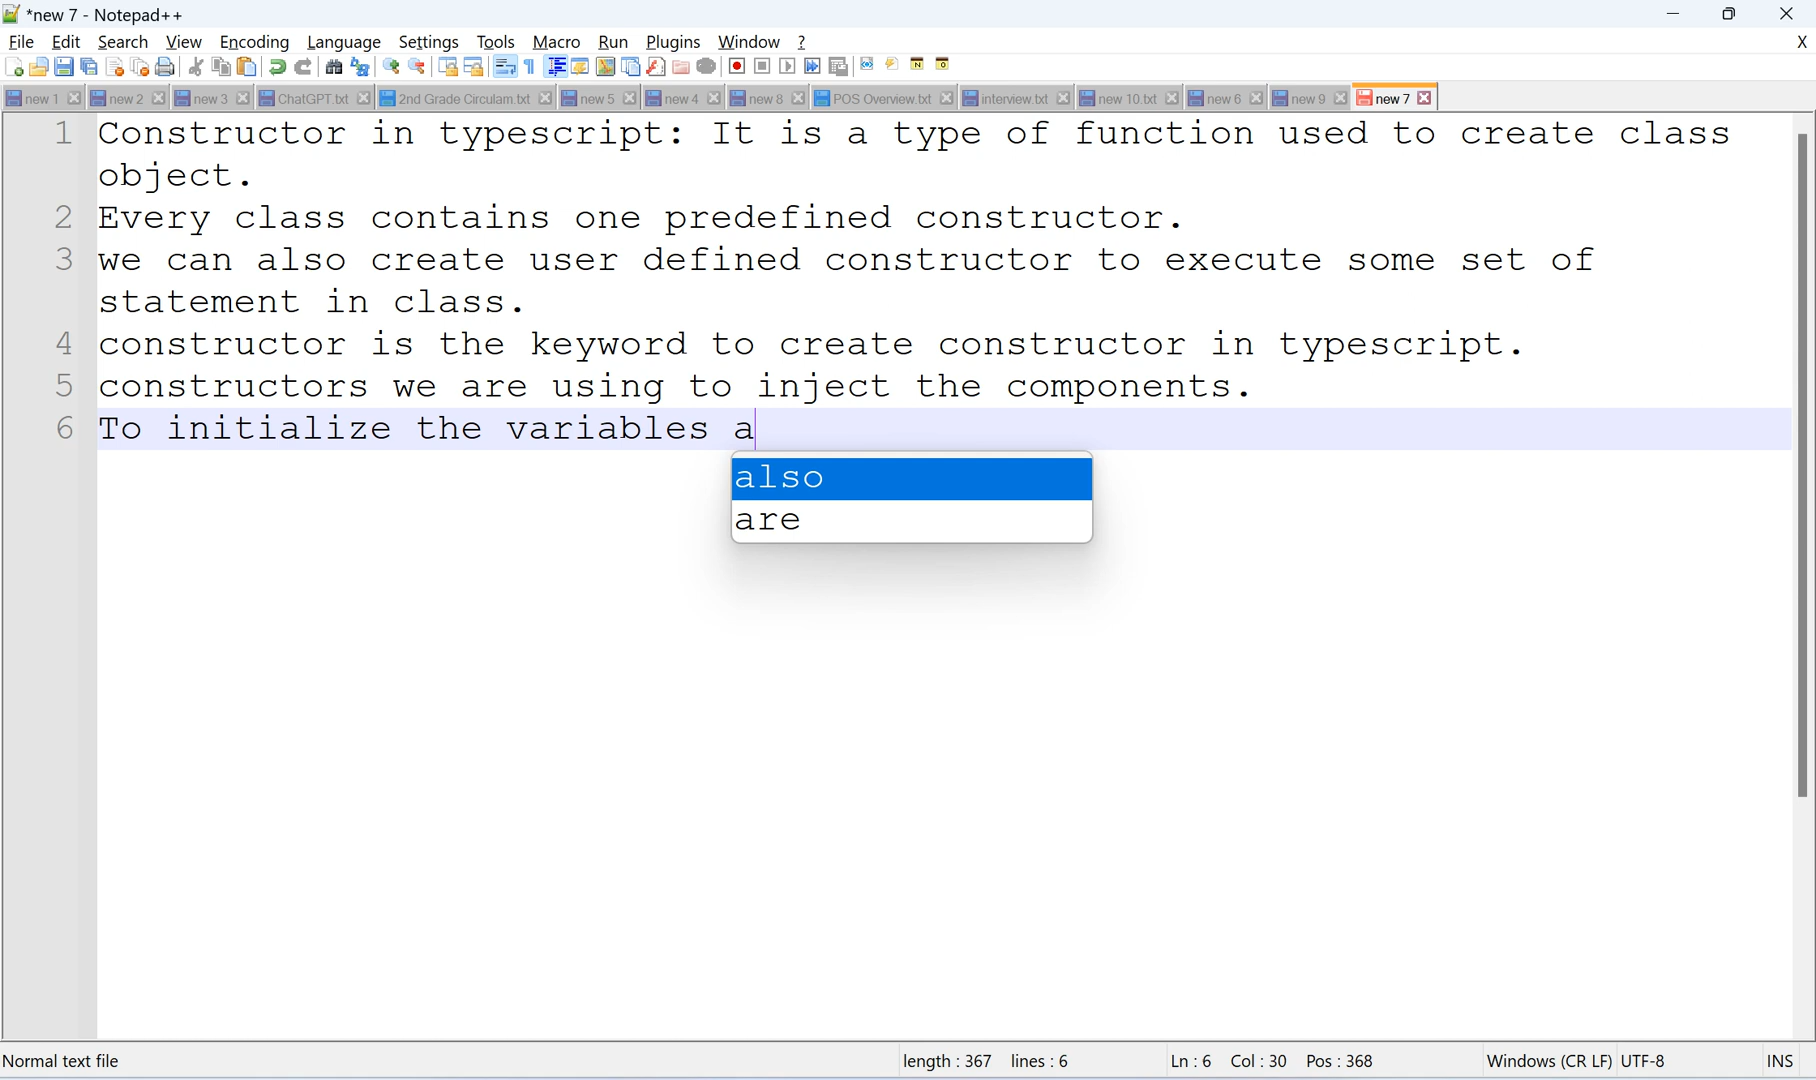 *new 7 - Notepad++
File Edit Search View Encoding Language Settings Tools Macro Run Plugins Window ? X
new 1 new 2 new 3 ChatGPT.txt 2nd Grade Circulam.txt new 5 new 4 new 8 POS Overview.txt interview.txt new 10.txt new 6 new 9 new 7
1 Constructor in typescript: It is a type of function used to create class
object.
2 Every class contains one predefined constructor.
3 we can also create user defined constructor to execute some set of
statement in class.
4 constructor is the keyword to create constructor in typescript.
5 constructors we are using to inject the components.
6 To initialize the variables a
also
are
Normal text file length : 367 lines : 6 Ln : 6 Col : 30 Pos : 368 Windows (CR LF) UTF-8 INS